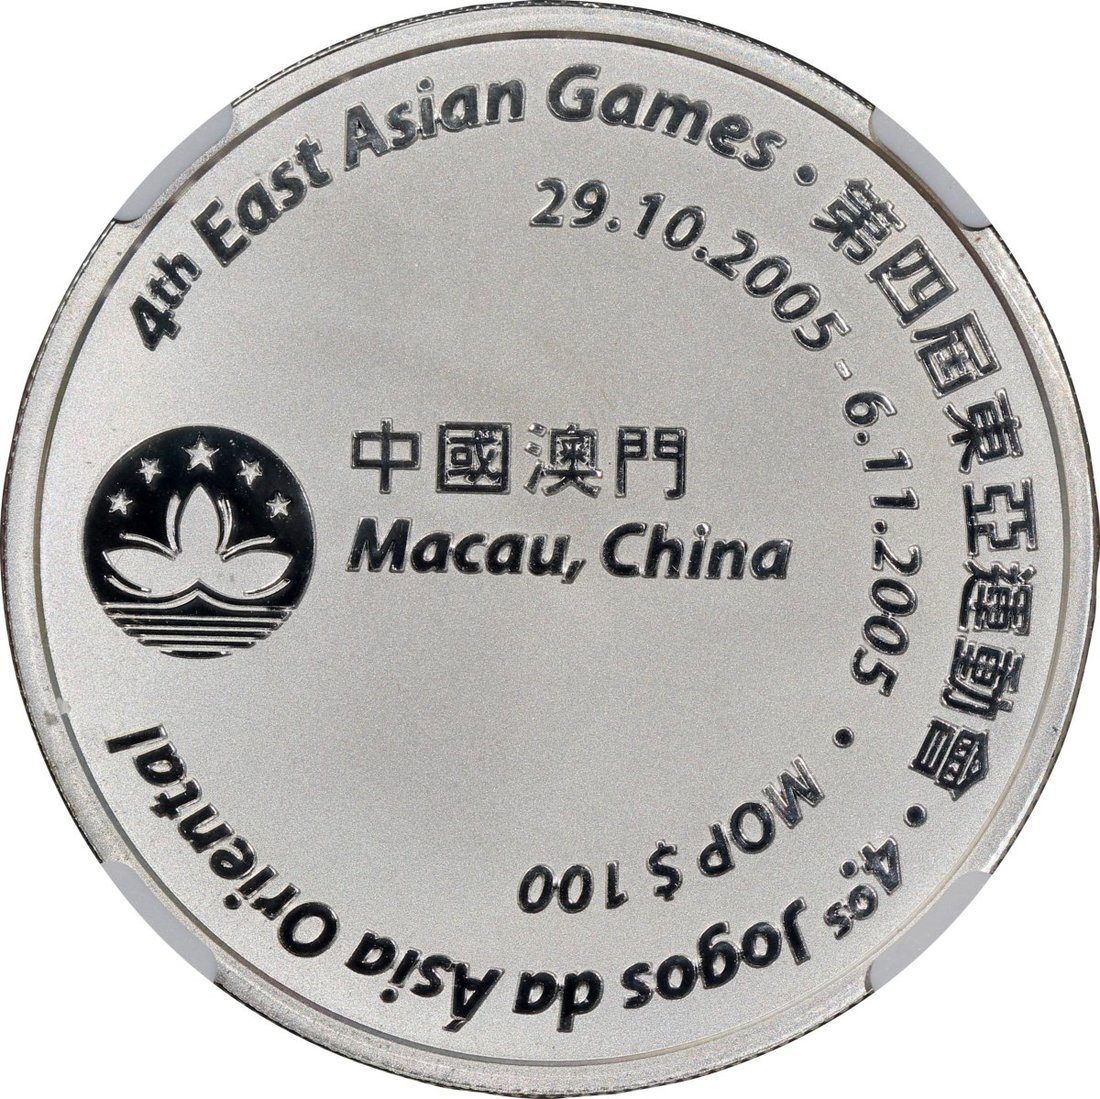 4th East Asian Games · 第四屆東亞運動會 · 4.os Jogos da Ásia Oriental
29.10.2005 - 6.11.2005 · MOP $ 100
中國澳門
Macau, China